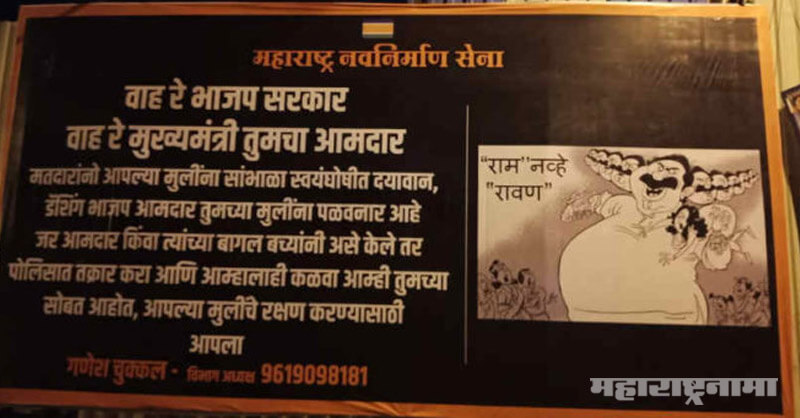 महाराष्ट्र नवनिर्माण सेना
वाह रे भाजप सरकार
वाह रे मुख्यमंत्री तुमचा आमदार
मतदारांनो आपल्या मुलींना सांभाळा स्वयंघोषीत दयावान,
डॅशिंग भाजप आमदार तुमच्या मुलींना पळवनार आहे
जर आमदार किंवा त्यांच्या बागल बच्यांनी असे केले तर
पोलिसात तक्रार करा आणि आम्हालाही कळवा आम्ही तुमच्या
सोबत आहोत, आपल्या मुलींचे रक्षण करण्यासाठी
आपला
गणेश चुक्कल - विभाग अध्यक्ष 9619098181
"राम" नव्हे
"रावण"
महाराष्ट्रनामा